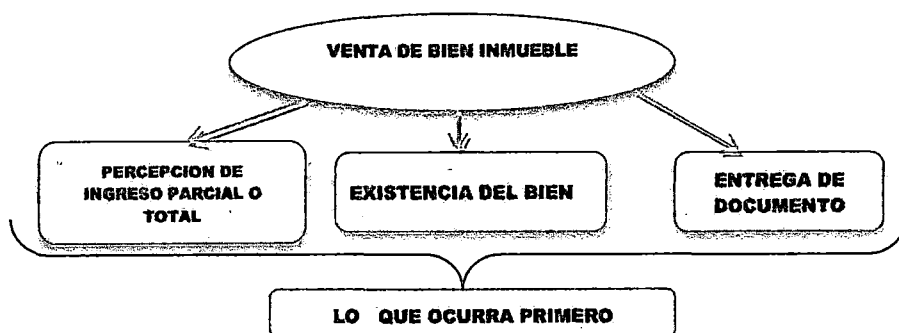 VENTA DE BIEN INMUEBLE
PERCEPCION DE
INGRESO PARCIAL O
TOTAL
EXISTENCIA DEL BIEN
ENTREGA DE
DOCUMENTO
LO QUE OCURRA PRIMERO